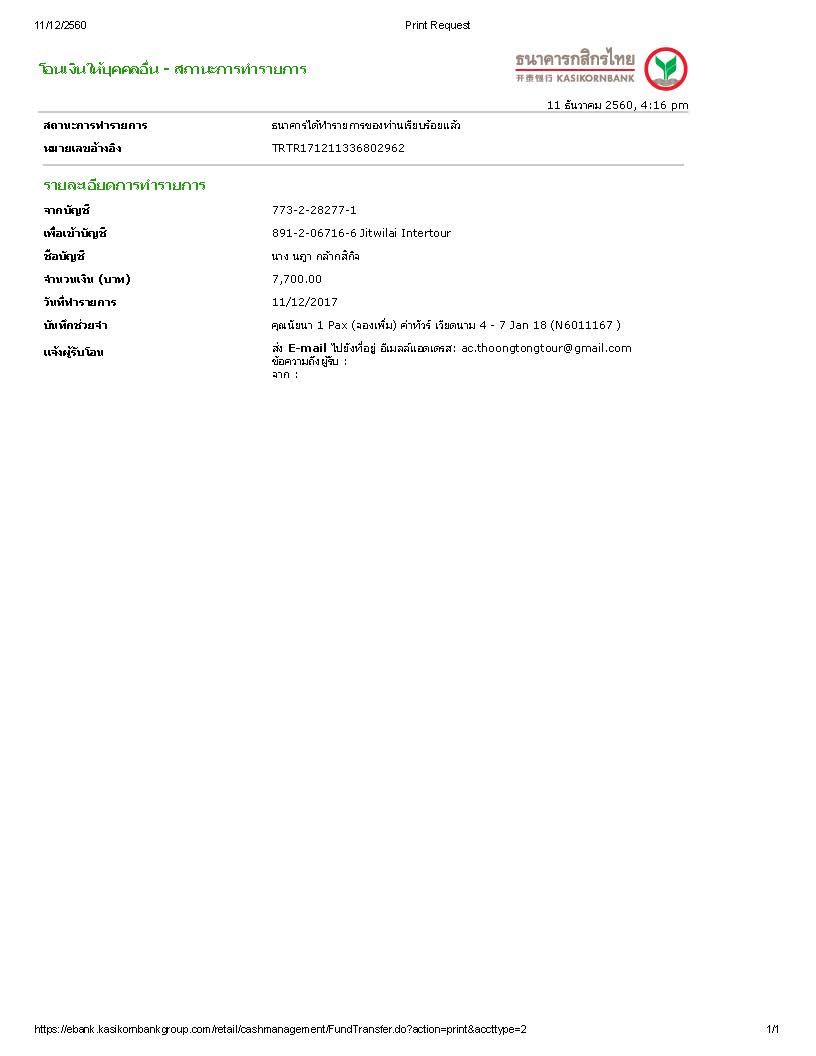 11/12/2560 Print Request
โอนเงินให้บุคคลอื่น - สถานะการทำรายการ
ธนาคารกสิกรไทย
开泰银行 KASIKORNBANK
11 ธันวาคม 2560, 4:16 pm
สถานะการทำรายการ ธนาคารได้ทำรายการของท่านเรียบร้อยแล้ว
หมายเลขอ้างอิง TRTR171211336802962
รายละเอียดการทำรายการ
จากบัญชี 773-2-28277-1
เพื่อเข้าบัญชี 891-2-06716-6 Jitwilai Intertour
ชื่อบัญชี นาง นฎา กล้ากสิกิจ
จำนวนเงิน (บาท) 7,700.00
วันที่ทำรายการ 11/12/2017
บันทึกช่วยจำ คุณนัยนา 1 Pax (จองเพิ่ม) ค่าทัวร์ เวียดนาม 4 - 7 Jan 18 (N6011167 )
แจ้งผู้รับโอน ส่ง E-mail ไปยังที่อยู่ อีเมลล์แอดเดรส: ac.thoongtongtour@gmail.com
ข้อความถึงผู้รับ :
จาก :
https://ebank.kasikornbankgroup.com/retail/cashmanagement/FundTransfer.do?action=print&accttype=2 1/1